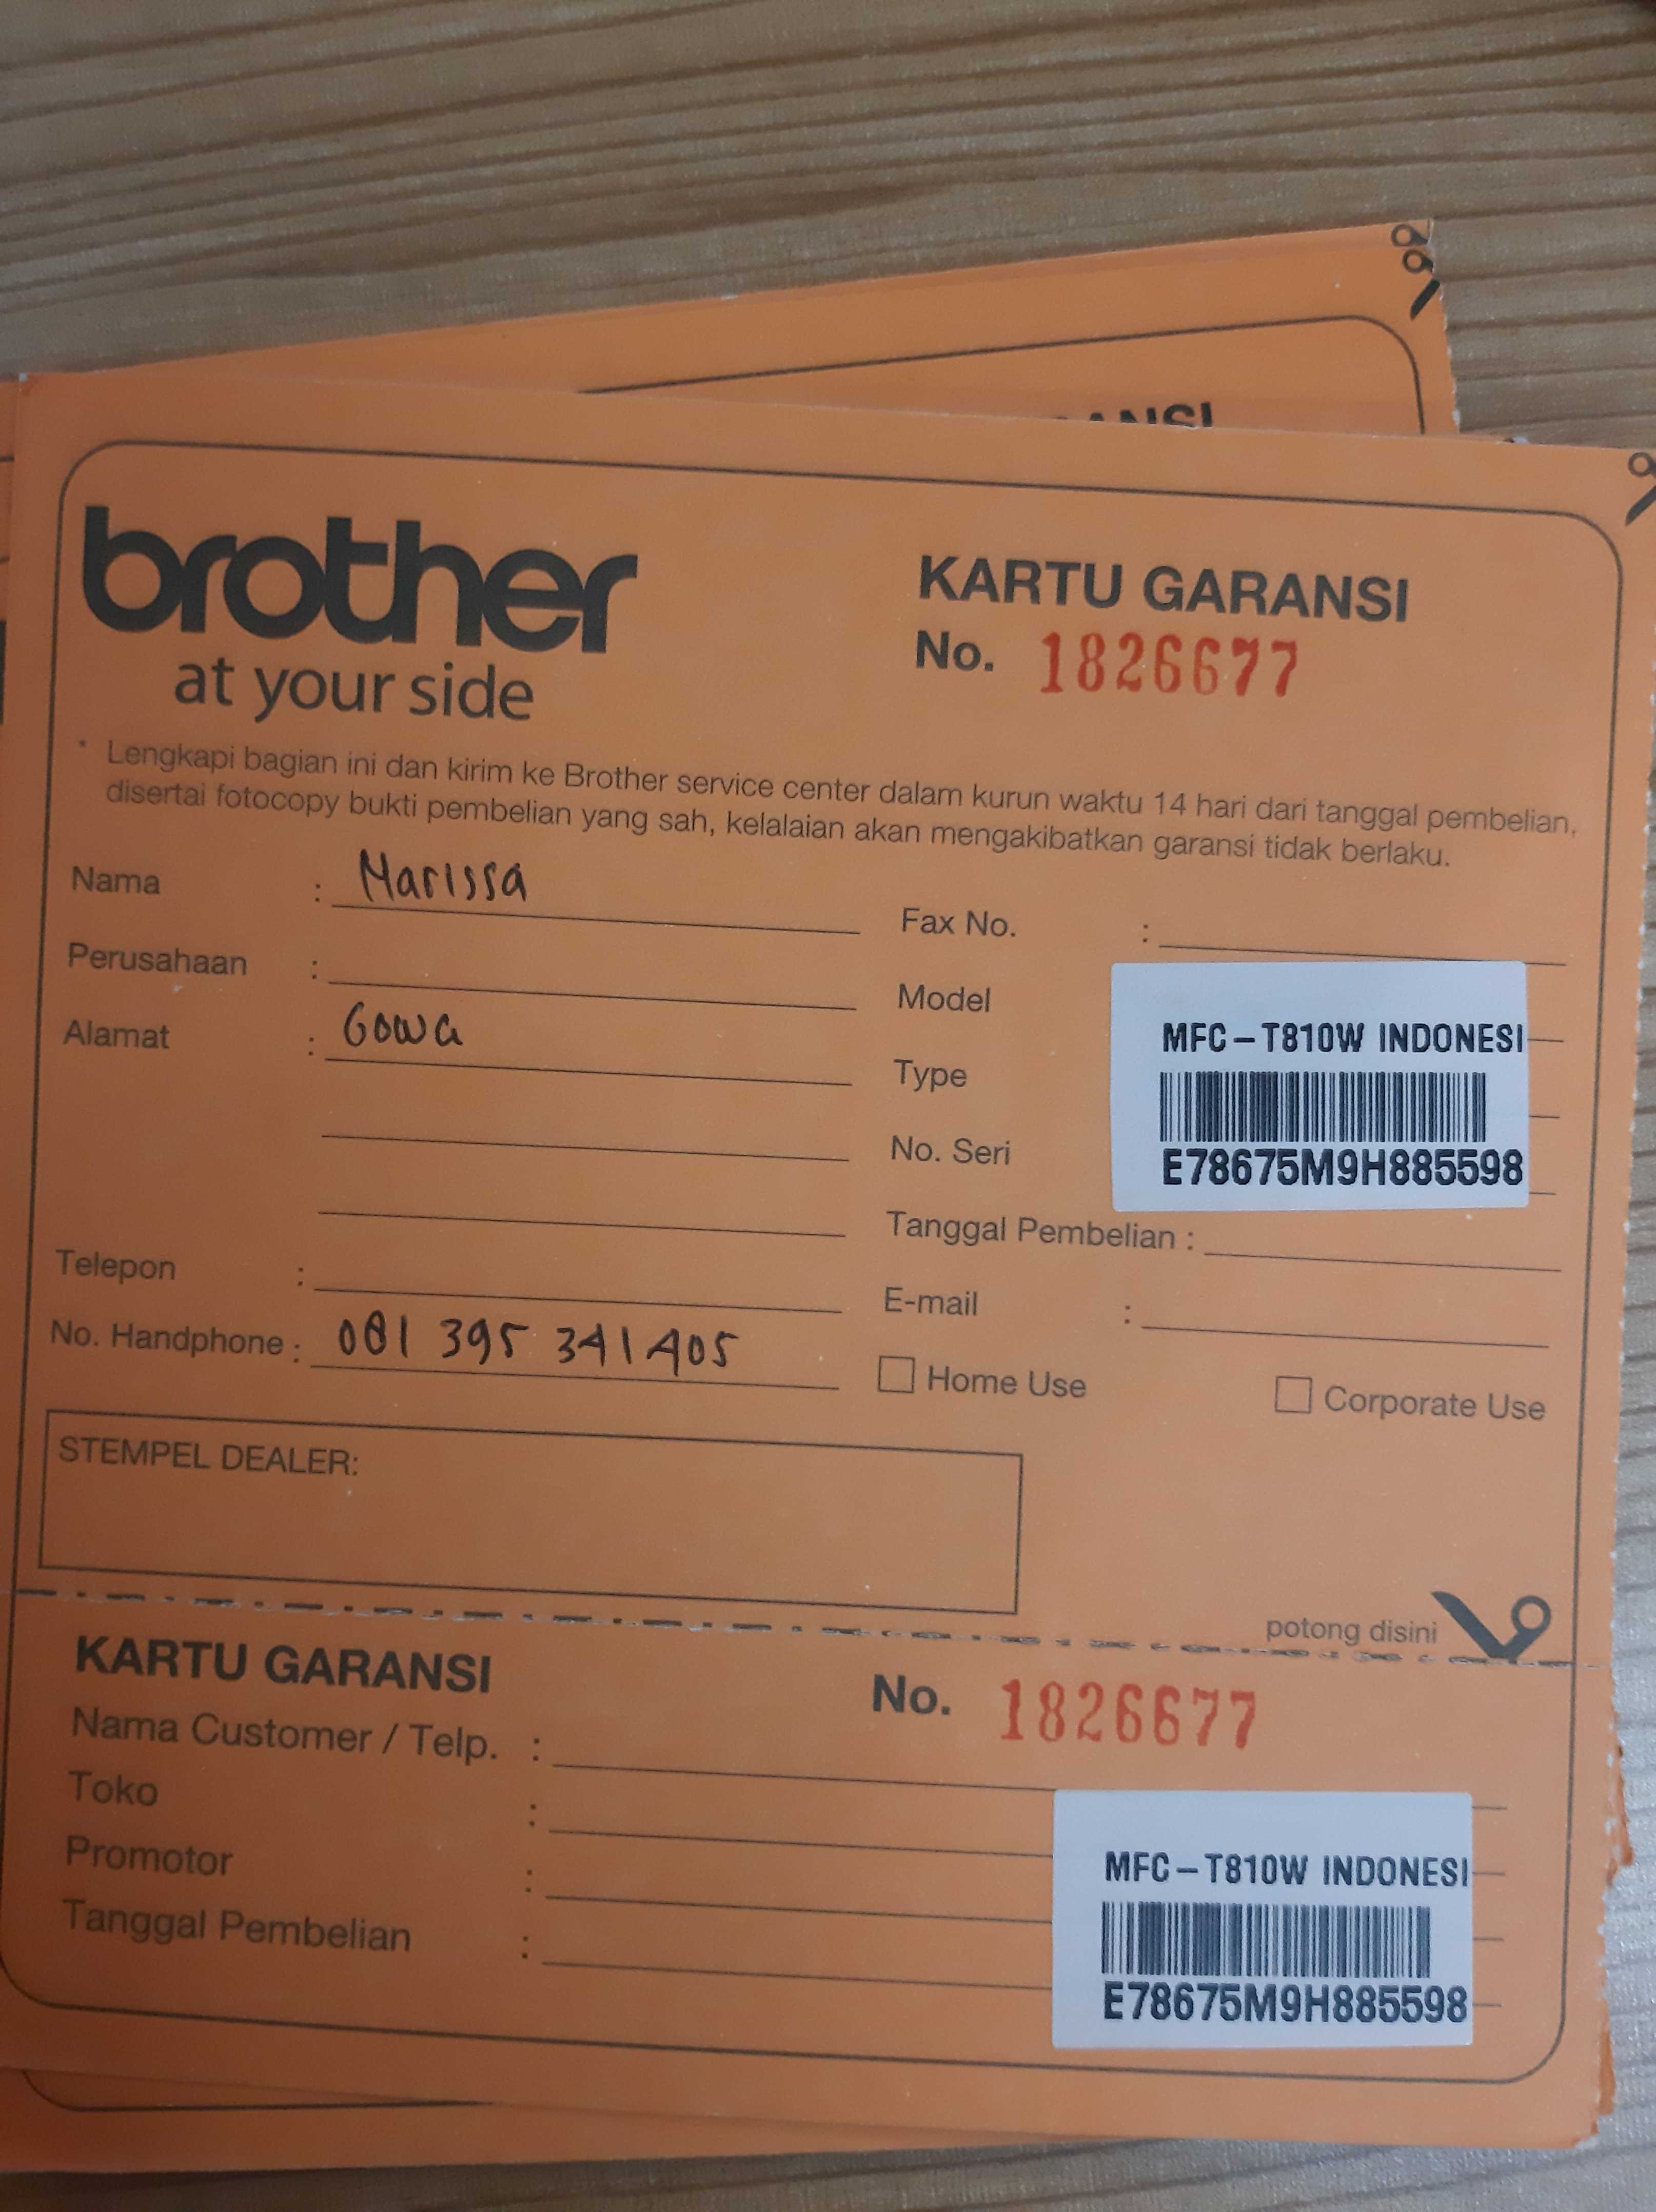 ANSI
brother
at your side
KARTU GARANSI
No. 1826677
* Lengkapi bagian ini dan kirim ke Brother service center dalam kurun waktu 14 hari dari tanggal pembelian,
disertai fotocopy bukti pembelian yang sah, kelalaian akan mengakibatkan garansi tidak berlaku.
Nama : Marissa
Perusahaan :
Alamat : Gowa
Telepon :
No. Handphone : 081 395 341405
Fax No. :
Model
Type
No. Seri
MFC-T810W INDONESI
E78675M9H885598
Tanggal Pembelian :
E-mail :
Home Use
Corporate Use
STEMPEL DEALER:
potong disini
KARTU GARANSI
No. 1826677
Nama Customer / Telp. :
Toko :
Promotor :
Tanggal Pembelian :
MFC-T810W INDONESI
E78675M9H885598